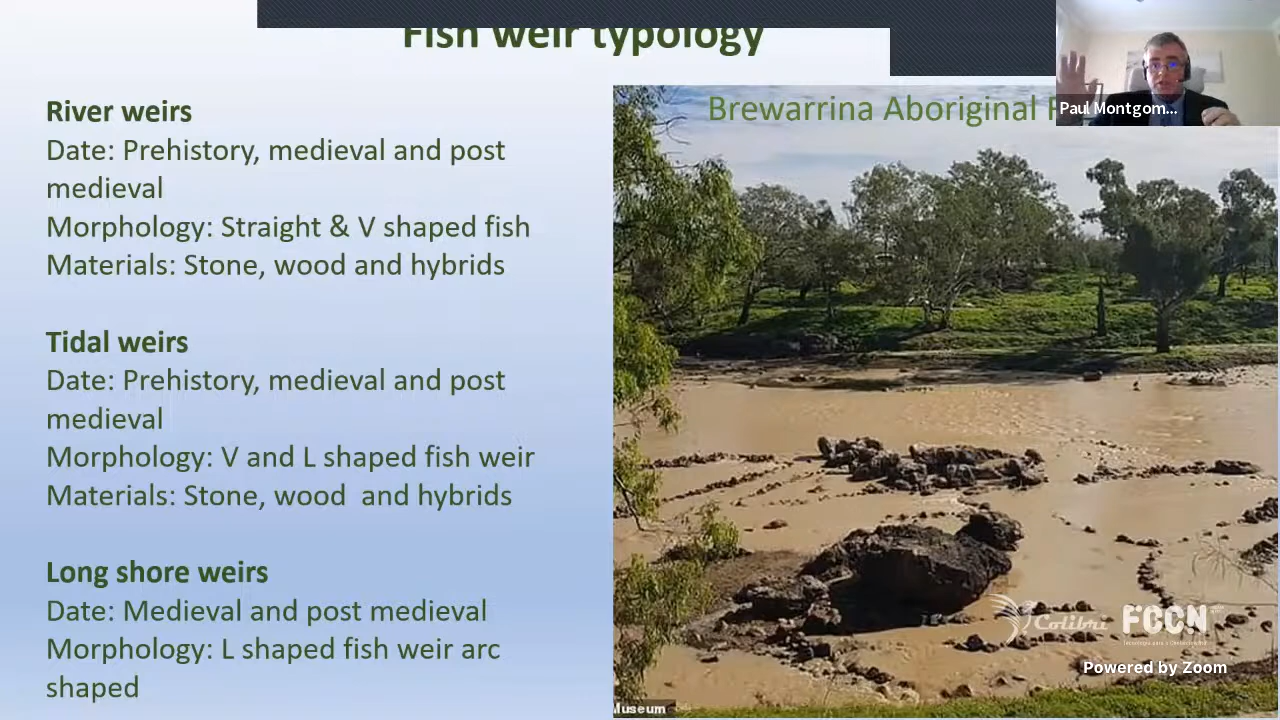 Fish weir typology
River weirs
Date: Prehistory, medieval and post
medieval
Morphology: Straight & V shaped fish
Materials: Stone, wood and hybrids
Tidal weirs
Date: Prehistory, medieval and post
medieval
Morphology: V and L shaped fish weir
Materials: Stone, wood and hybrids
Long shore weirs
Date: Medieval and post medieval
Morphology: L shaped fish weir arc
shaped
Brewarrina Aboriginal
Paul Montgom...
Colibri FCCN
Powered by Zoom
Museum